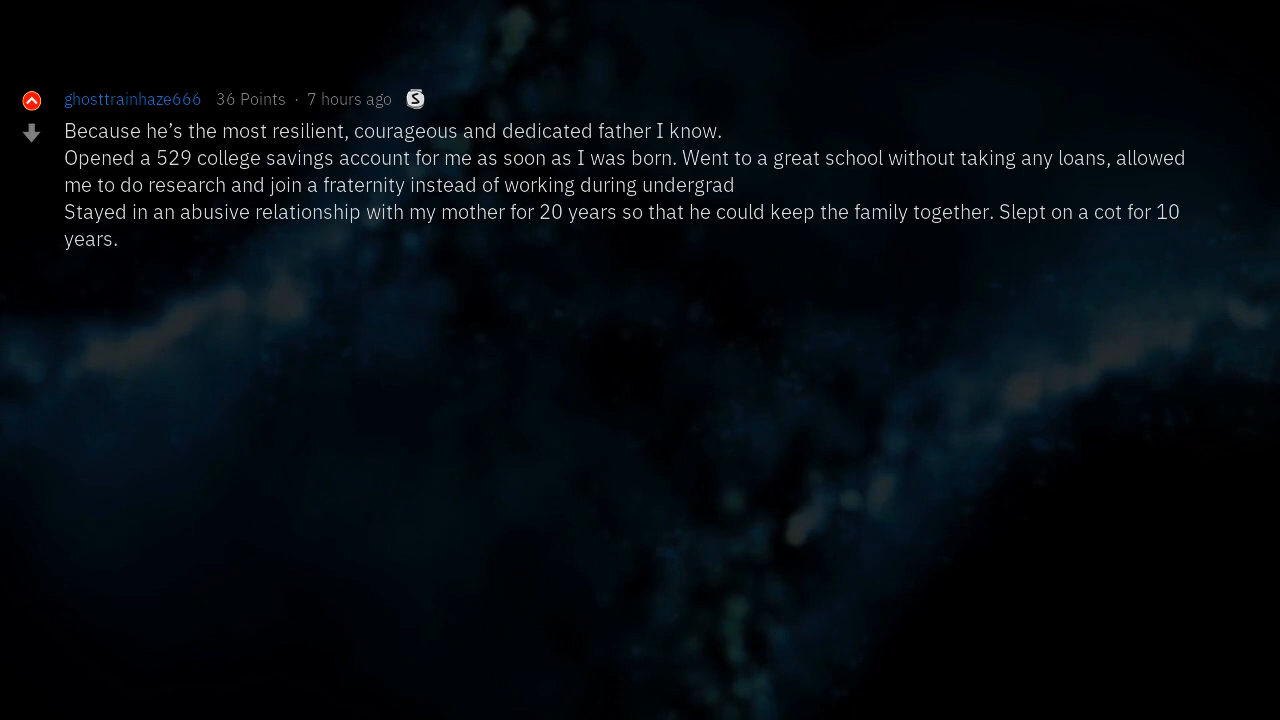 ghosttrainhaze666 36 Points · 7 hours ago S
Because he’s the most resilient, courageous and dedicated father I know.
Opened a 529 college savings account for me as soon as I was born. Went to a great school without taking any loans, allowed
me to do research and join a fraternity instead of working during undergrad
Stayed in an abusive relationship with my mother for 20 years so that he could keep the family together. Slept on a cot for 10
years.